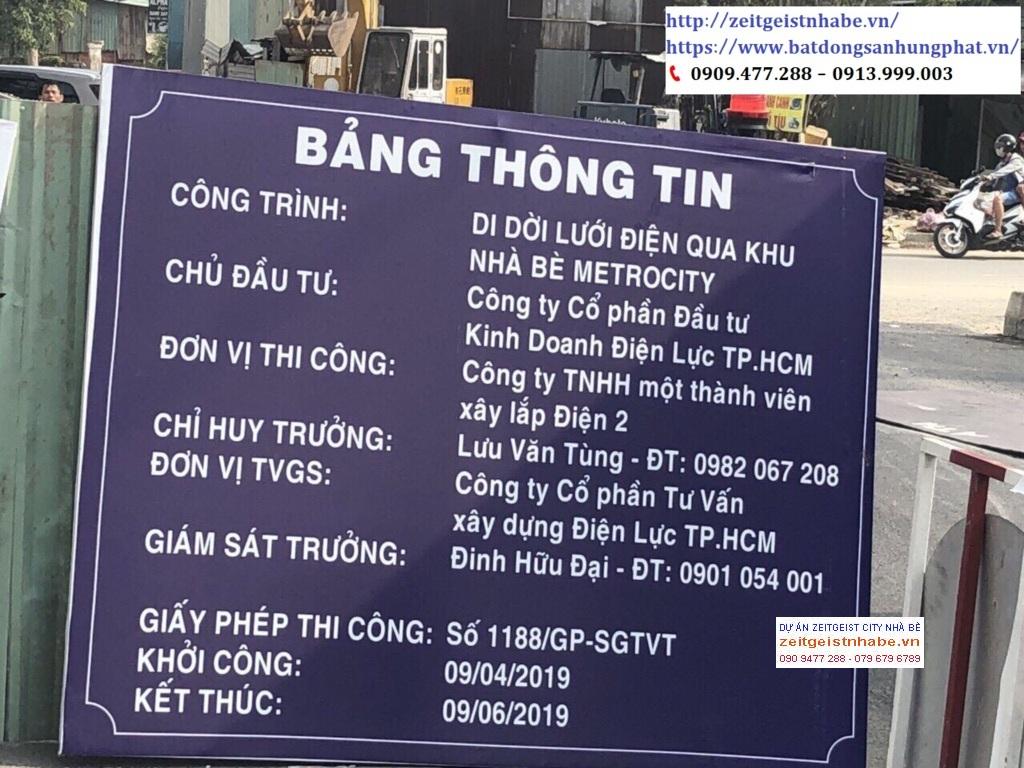 http://zeitgeistnhabe.vn/
https://www.batdongsanhungphat.vn/
0909.477.288 – 0913.999.003
BẢNG THÔNG TIN
CÔNG TRÌNH: DI DỜI LƯỚI ĐIỆN QUA KHU
NHÀ BÈ METROCITY
CHỦ ĐẦU TƯ: Công ty Cổ phần Đầu tư
Kinh Doanh Điện Lực TP.HCM
ĐƠN VỊ THI CÔNG: Công ty TNHH một thành viên
xây lắp Điện 2
CHỈ HUY TRƯỞNG: Lưu Văn Tùng - ĐT: 0982 067 208
ĐƠN VỊ TVGS: Công ty Cổ phần Tư Vấn
xây dựng Điện Lực TP.HCM
GIÁM SÁT TRƯỞNG: Đinh Hữu Đại - ĐT: 0901 054 001
GIẤY PHÉP THI CÔNG: Số 1188/GP-SGTVT
KHỞI CÔNG: 09/04/2019
KẾT THÚC: 09/06/2019
DỰ ÁN ZEITGEIST CITY NHÀ BÈ
zeitgeistnhabe.vn
090 9477 288 - 079 679 6789
Kubota